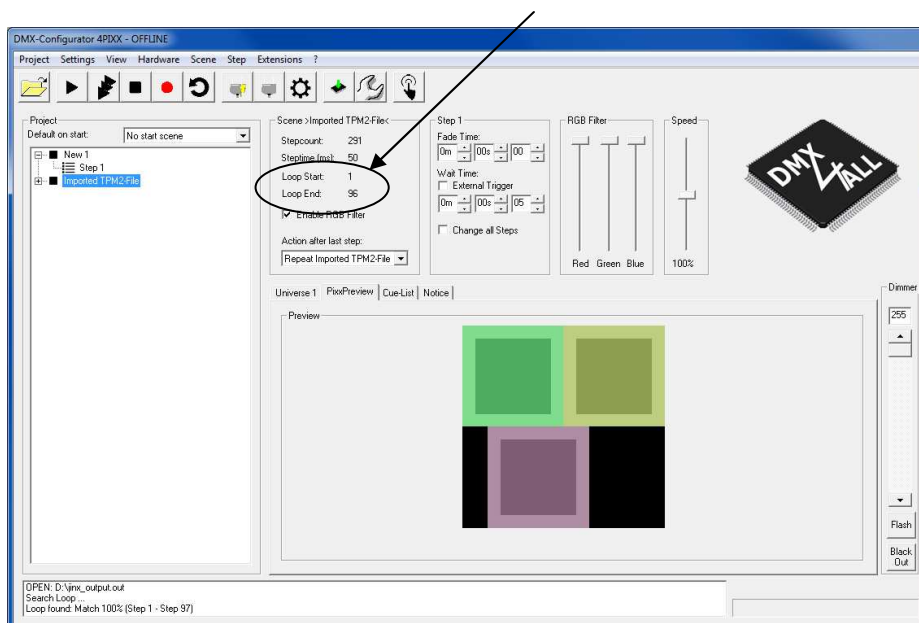 DMX-Configurator 4PIXX - OFFLINE
Project Settings View Hardware Scene Step Extensions ?
Project
Default on start: No start scene
New 1
Step 1
Imported TPM2-File
Scene >Imported TPM2-File<
Stepcount: 291
Steptime (ms): 50
Loop Start: 1
Loop End: 96
Enable RGB Filter
Action after last step:
Repeat Imported TPM2-File
Step 1
Fade Time:
0m 00s 00
Wait Time:
External Trigger
0m 00s 05
Change all Steps
RGB Filter
Red Green Blue
Speed
100%
DMX
4ALL
Universe 1 PixxPreview Cue-List Notice
Preview
Dimmer
255
Flash
Black
Out
OPEN: D:\jinx_output.out
Search Loop ...
Loop found: Match 100% (Step 1 - Step 97)